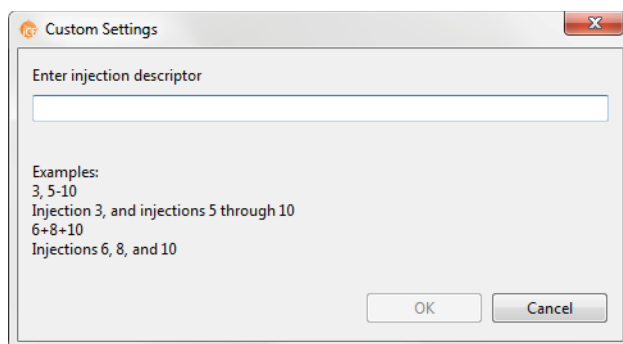 Custom Settings
Enter injection descriptor
Examples:
3, 5-10
Injection 3, and injections 5 through 10
6+8+10
Injections 6, 8, and 10
OK
Cancel